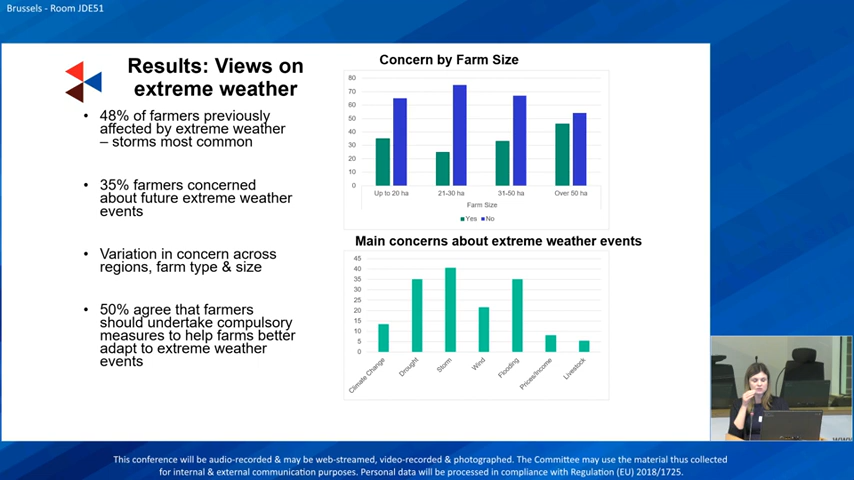 Brussels - Room JDE51
Results: Views on
extreme weather
• 48% of farmers previously
affected by extreme weather
– storms most common
• 35% farmers concerned
about future extreme weather
events
• Variation in concern across
regions, farm type & size
• 50% agree that farmers
should undertake compulsory
measures to help farms better
adapt to extreme weather
events
Concern by Farm Size
80
70
60
50
40
30
20
10
0
Up to 20 ha
21-30 ha
31-50 ha
Over 50 ha
Farm Size
Yes No
Main concerns about extreme weather events
45
40
35
30
25
20
15
10
5
0
Climate Change
Drought
Storm
Wind
Flooding
Prices/Income
Livestock
This conference will be audio-recorded & may be web-streamed, video-recorded & photographed. The Committee may use the material thus collected
for internal & external communication purposes. Personal data will be processed in compliance with Regulation (EU) 2018/1725.